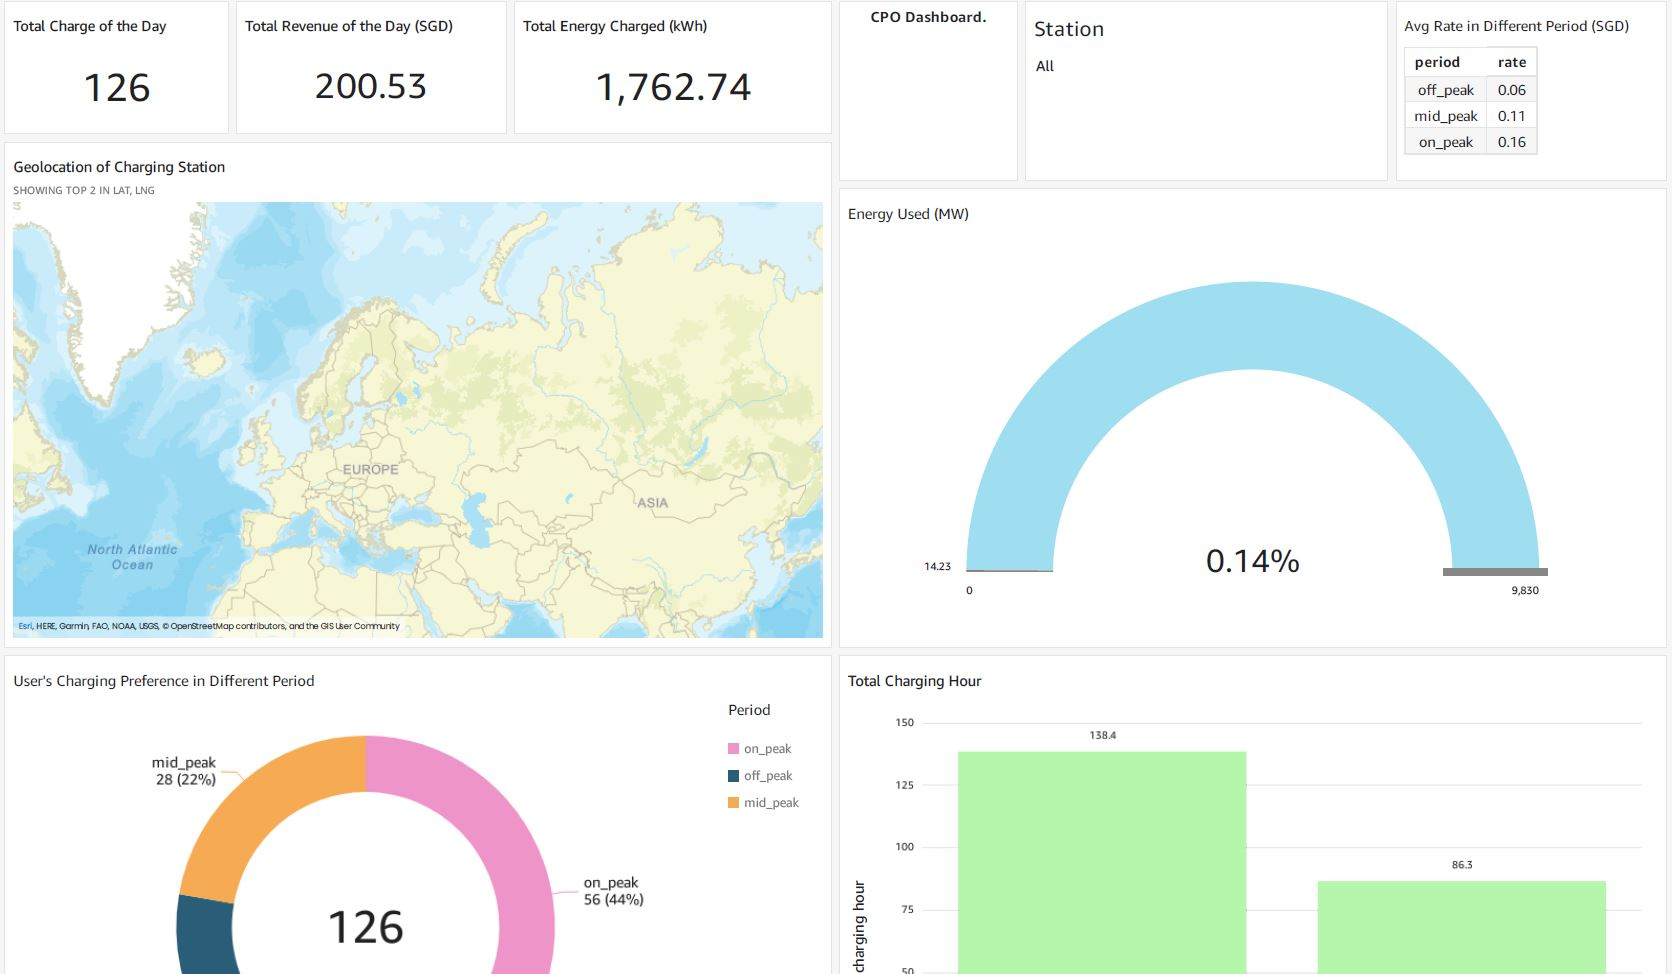 Total Charge of the Day
126
Total Revenue of the Day (SGD)
200.53
Total Energy Charged (kWh)
1,762.74
CPO Dashboard.
Station
All
Avg Rate in Different Period (SGD)
period rate
off_peak 0.06
mid_peak 0.11
on_peak 0.16
Geolocation of Charging Station
SHOWING TOP 2 IN LAT, LNG
EUROPE
ASIA
North Atlantic
Ocean
Esri, HERE, Garmin, FAO, NOAA, USGS, © OpenStreetMap contributors, and the GIS User Community
Energy Used (MW)
14.23
0.14%
0
9,830
User's Charging Preference in Different Period
Period
on_peak
off_peak
mid_peak
mid_peak
28 (22%)
on_peak
56 (44%)
126
Total Charging Hour
150
138.4
125
100
86.3
75
50
charging hour